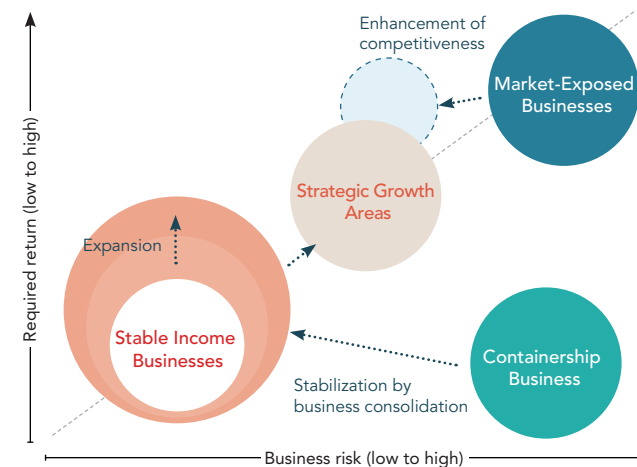 Enhancement of
competitiveness
Market-Exposed
Businesses
Strategic Growth
Areas
Expansion
Stable Income
Businesses
Containership
Business
Stabilization by
business consolidation
Required return (low to high)
Business risk (low to high)